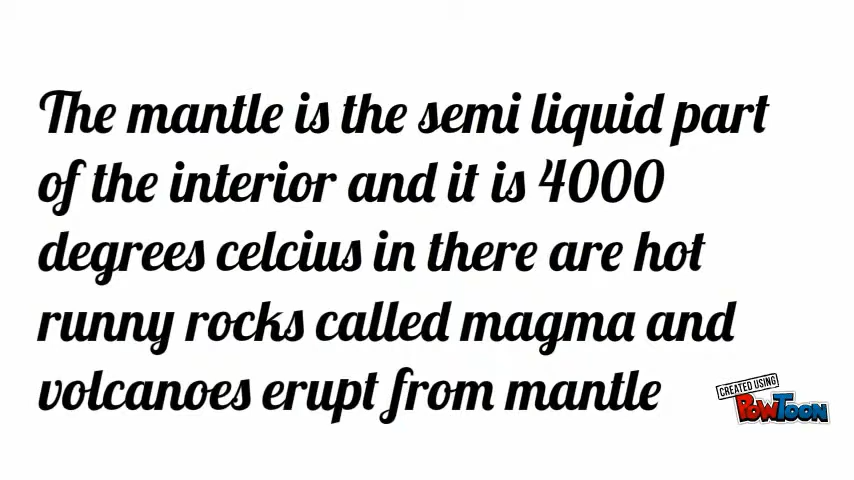 The mantle is the semi liquid part
of the interior and it is 4000
degrees celcius in there are hot
runny rocks called magma and
volcanoes erupt from mantle
CREATED USING
POWTOON